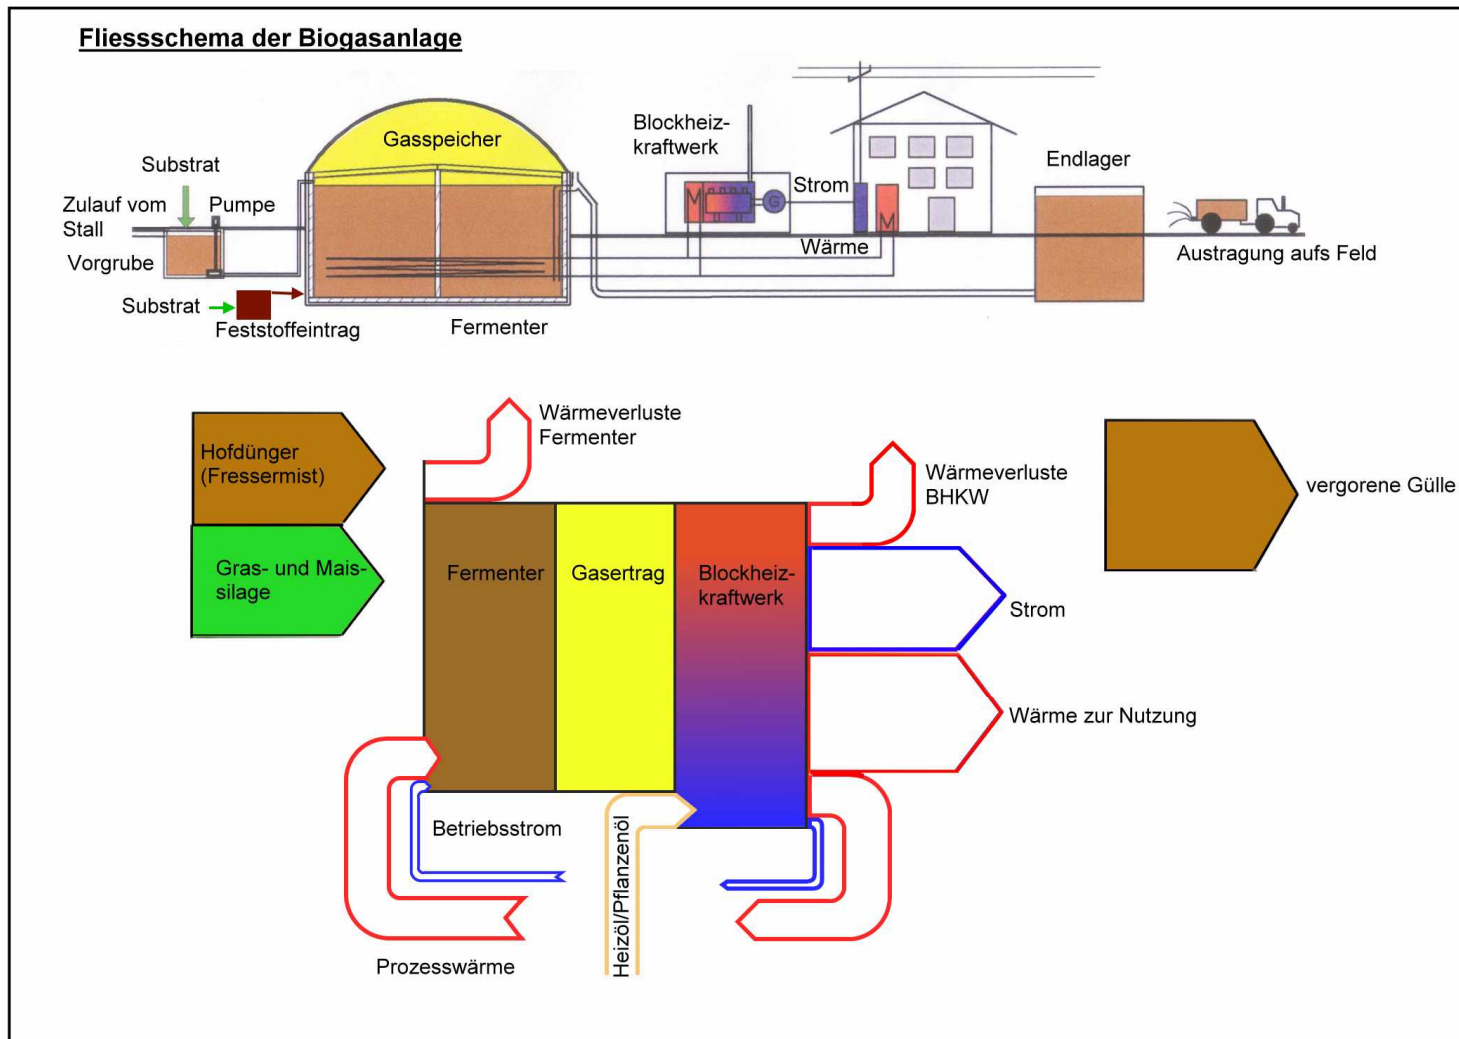 Fliessschema der Biogasanlage
Gasspeicher
Blockheiz-
kraftwerk
Substrat
Endlager
Zulauf vom
Stall
Pumpe
Strom
M
G
M
Vorgrube
Wärme
Austragung aufs Feld
Substrat
Feststoffeintrag
Fermenter
Hofdünger
(Fressermist)
Wärmeverluste
Fermenter
Wärmeverluste
BHKW
vergorene Gülle
Gras- und Mais-
silage
Fermenter
Gasertrag
Blockheiz-
kraftwerk
Strom
Wärme zur Nutzung
Betriebsstrom
Heizöl/Pflanzenöl
Prozesswärme